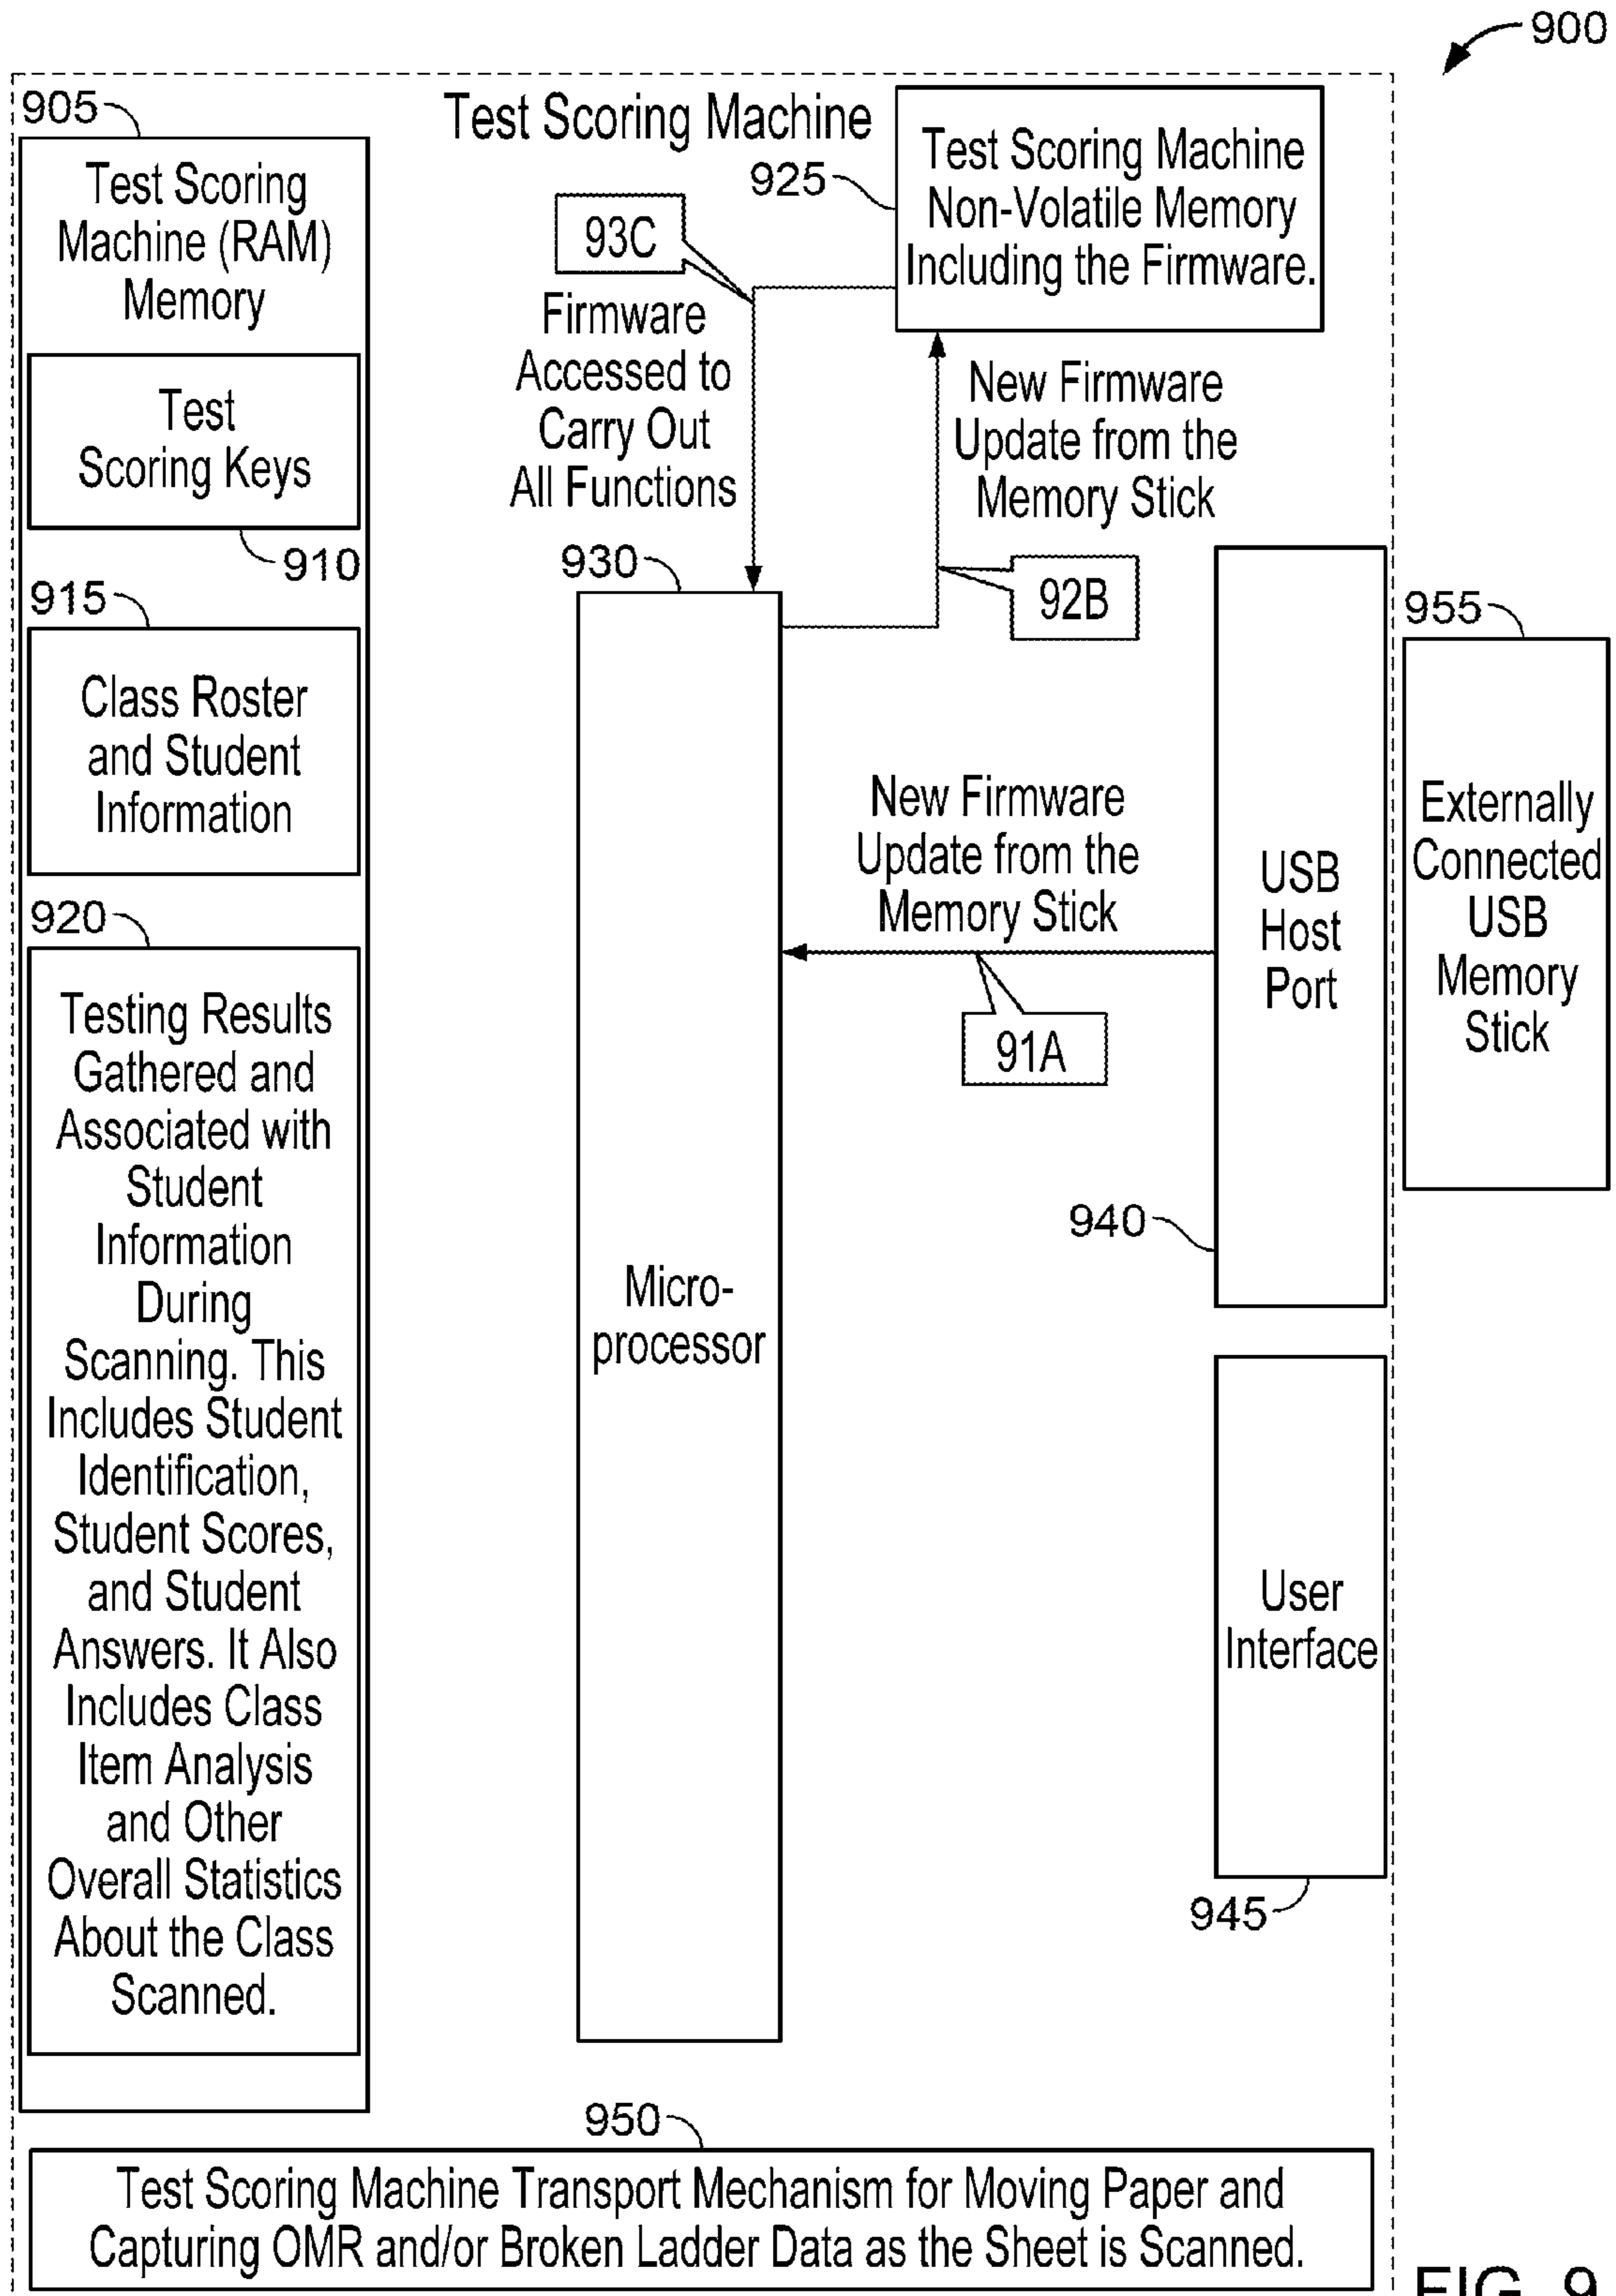 900
905
Test Scoring Machine
Test Scoring
Machine (RAM)
Memory
Test
Scoring Keys
910
915
Class Roster
and Student
Information
920
Testing Results
Gathered and
Associated with
Student
Information
During
Scanning. This
Includes Student
Identification,
Student Scores,
and Student
Answers. It Also
Includes Class
Item Analysis
and Other
Overall Statistics
About the Class
Scanned.
925
Test Scoring Machine
Non-Volatile Memory
Including the Firmware.
93C
Firmware
Accessed to
Carry Out
All Functions
New Firmware
Update from the
Memory Stick
92B
930
Micro-
processor
New Firmware
Update from the
Memory Stick
91A
USB
Host
Port
940
955
Externally
Connected
USB
Memory
Stick
User
Interface
945
950
Test Scoring Machine Transport Mechanism for Moving Paper and
Capturing OMR and/or Broken Ladder Data as the Sheet is Scanned.
FIG. 9